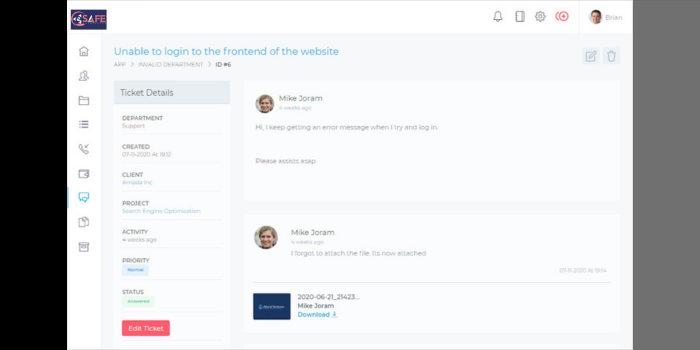 SAFE
Brian
Unable to login to the frontend of the website
APP > INVALID DEPARTMENT > ID #6
Ticket Details
DEPARTMENT
Support
CREATED
07-11-2020 At 19:12
CLIENT
Amada Inc
PROJECT
Search Engine Optimization
ACTIVITY
4 weeks ago
PRIORITY
Normal
STATUS
Answered
Edit Ticket
Mike Joram
4 weeks ago
Hi, I keep getting an error message when I try and log in.
Please assists asap
Mike Joram
4 weeks ago
I forgot to attach the file. Its now attached
07-11-2020 At 19:14
2020-06-21_21423...
Mike Joram
Download